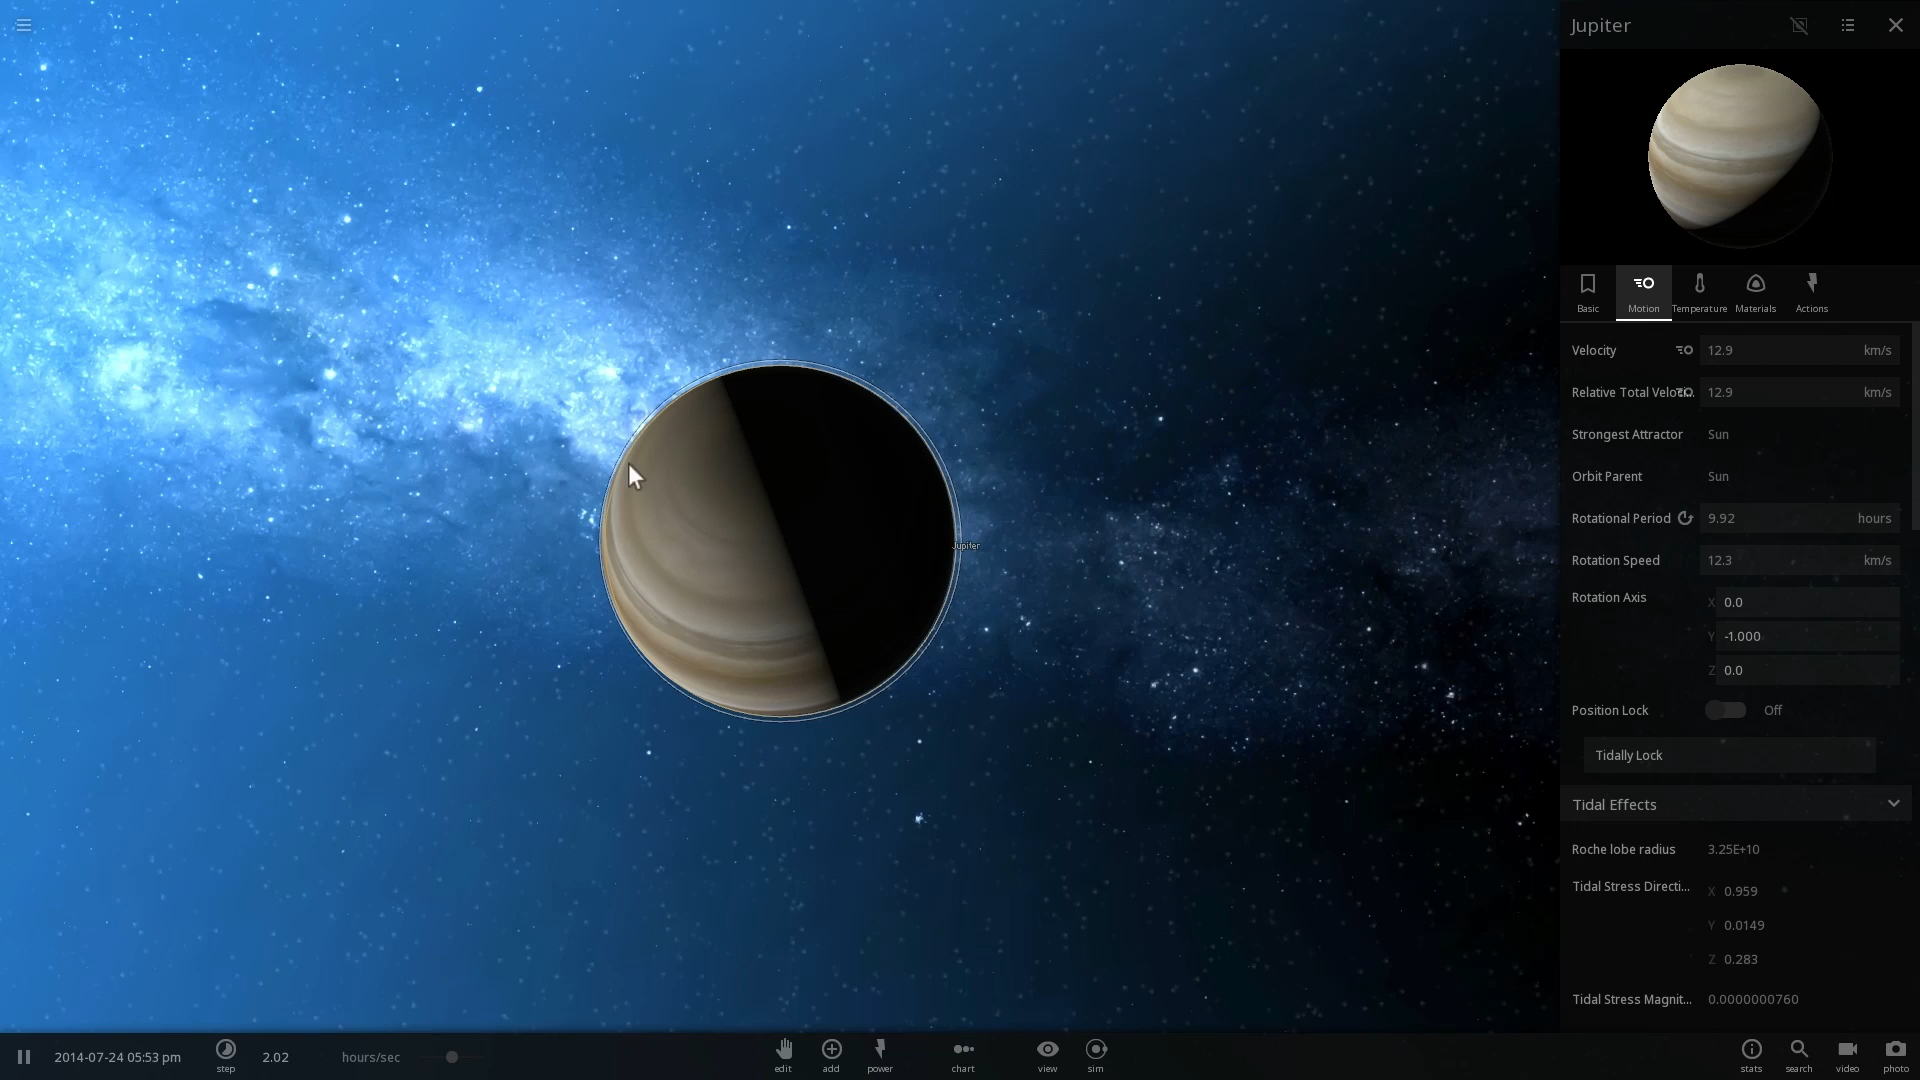 Jupiter
Basic
Motion
Temperature
Materials
Actions
Velocity 12.9 km/s
Relative Total Veloci... 12.9 km/s
Strongest Attractor Sun
Orbit Parent Sun
Rotational Period 9.92 hours
Rotation Speed 12.3 km/s
Rotation Axis X 0.0
Y -1.000
Z 0.0
Position Lock Off
Tidally Lock
Tidal Effects
Roche lobe radius 3.25E+10
Tidal Stress Directi... X 0.959
Y 0.0149
Z 0.283
Tidal Stress Magnit... 0.0000000760
Jupiter
2014-07-24 05:53 pm
step
2.02 hours/sec
edit
add
power
chart
view
sim
stats
search
video
photo